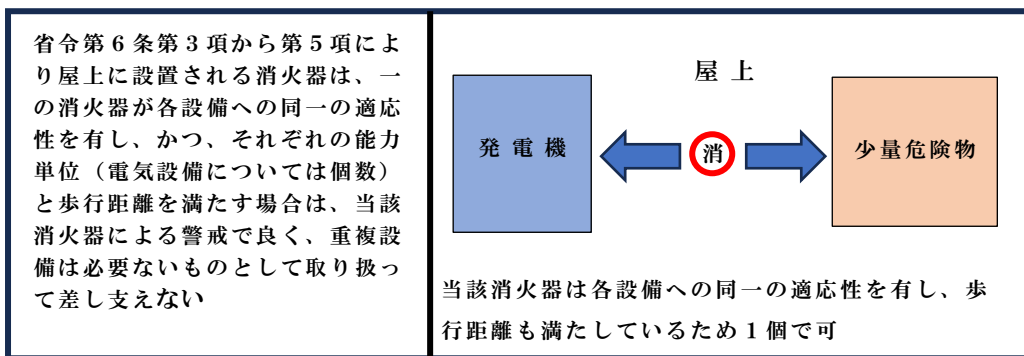 省令第6条第3項から第5項によ
り屋上に設置される消火器は、一
の消火器が各設備への同一の適応
性を有し、かつ、それぞれの能力
単位（電気設備については個数）
と歩行距離を満たす場合は、当該
消火器による警戒で良く、重複設
備は必要ないものとして取り扱っ
て差し支えない
屋上
発電機
消
少量危険物
当該消火器は各設備への同一の適応性を有し、歩
行距離も満たしているため1個で可